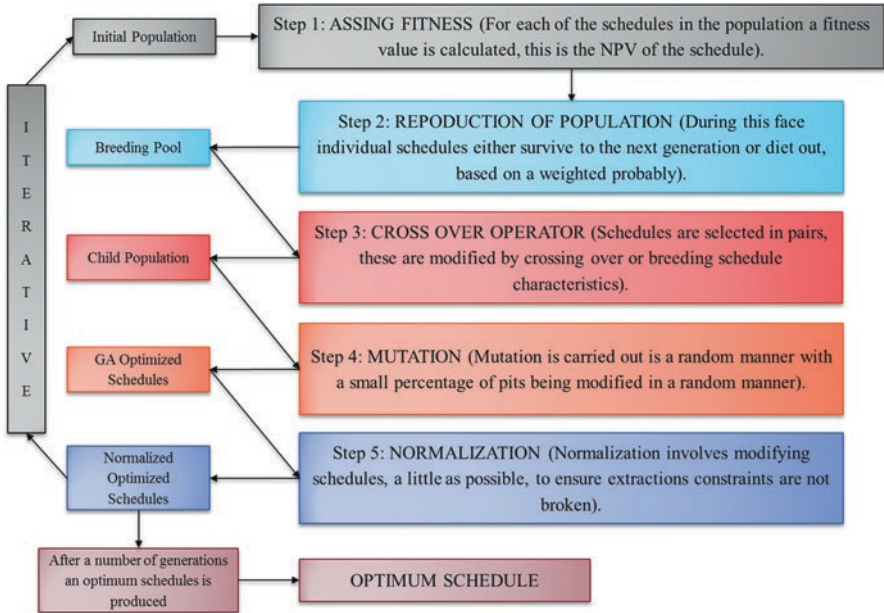 Initial Population
Step 1: ASSING FITNESS (For each of the schedules in the population a fitness
value is calculated, this is the NPV of the schedule).
I
T
E
R
A
T
I
V
E
Breeding Pool
Step 2: REPODUCTION OF POPULATION (During this face
individual schedules either survive to the next generation or diet out,
based on a weighted probably).
Child Population
Step 3: CROSS OVER OPERATOR (Schedules are selected in pairs,
these are modified by crossing over or breeding schedule
characteristics).
GA Optimized
Schedules
Step 4: MUTATION (Mutation is carried out is a random manner with
a small percentage of pits being modified in a random manner).
Normalized
Optimized
Schedules
Step 5: NORMALIZATION (Normalization involves modifying
schedules, a little as possible, to ensure extractions constraints are not
broken).
After a number of generations
an optimum schedules is
produced
OPTIMUM SCHEDULE